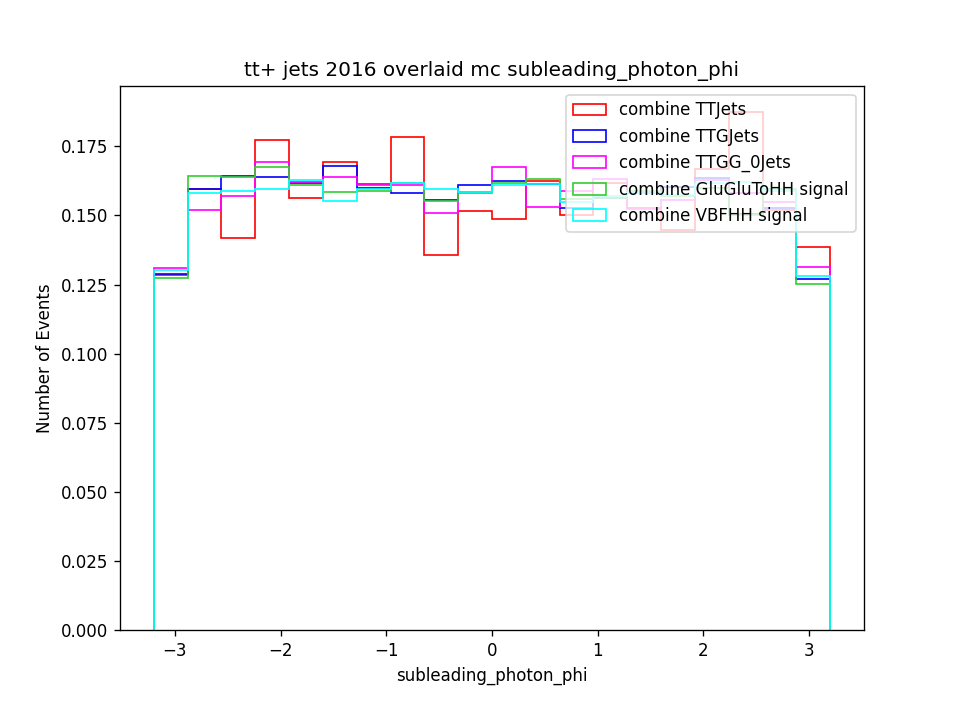 tt+ jets 2016 overlaid mc subleading_photon_phi
combine TTJets
combine TTGJets
combine TTGG_0Jets
combine GluGluToHH signal
combine VBFHH signal
0.175
0.150
0.125
0.100
0.075
0.050
0.025
0.000
Number of Events
−3
−2
−1
0
1
2
3
subleading_photon_phi